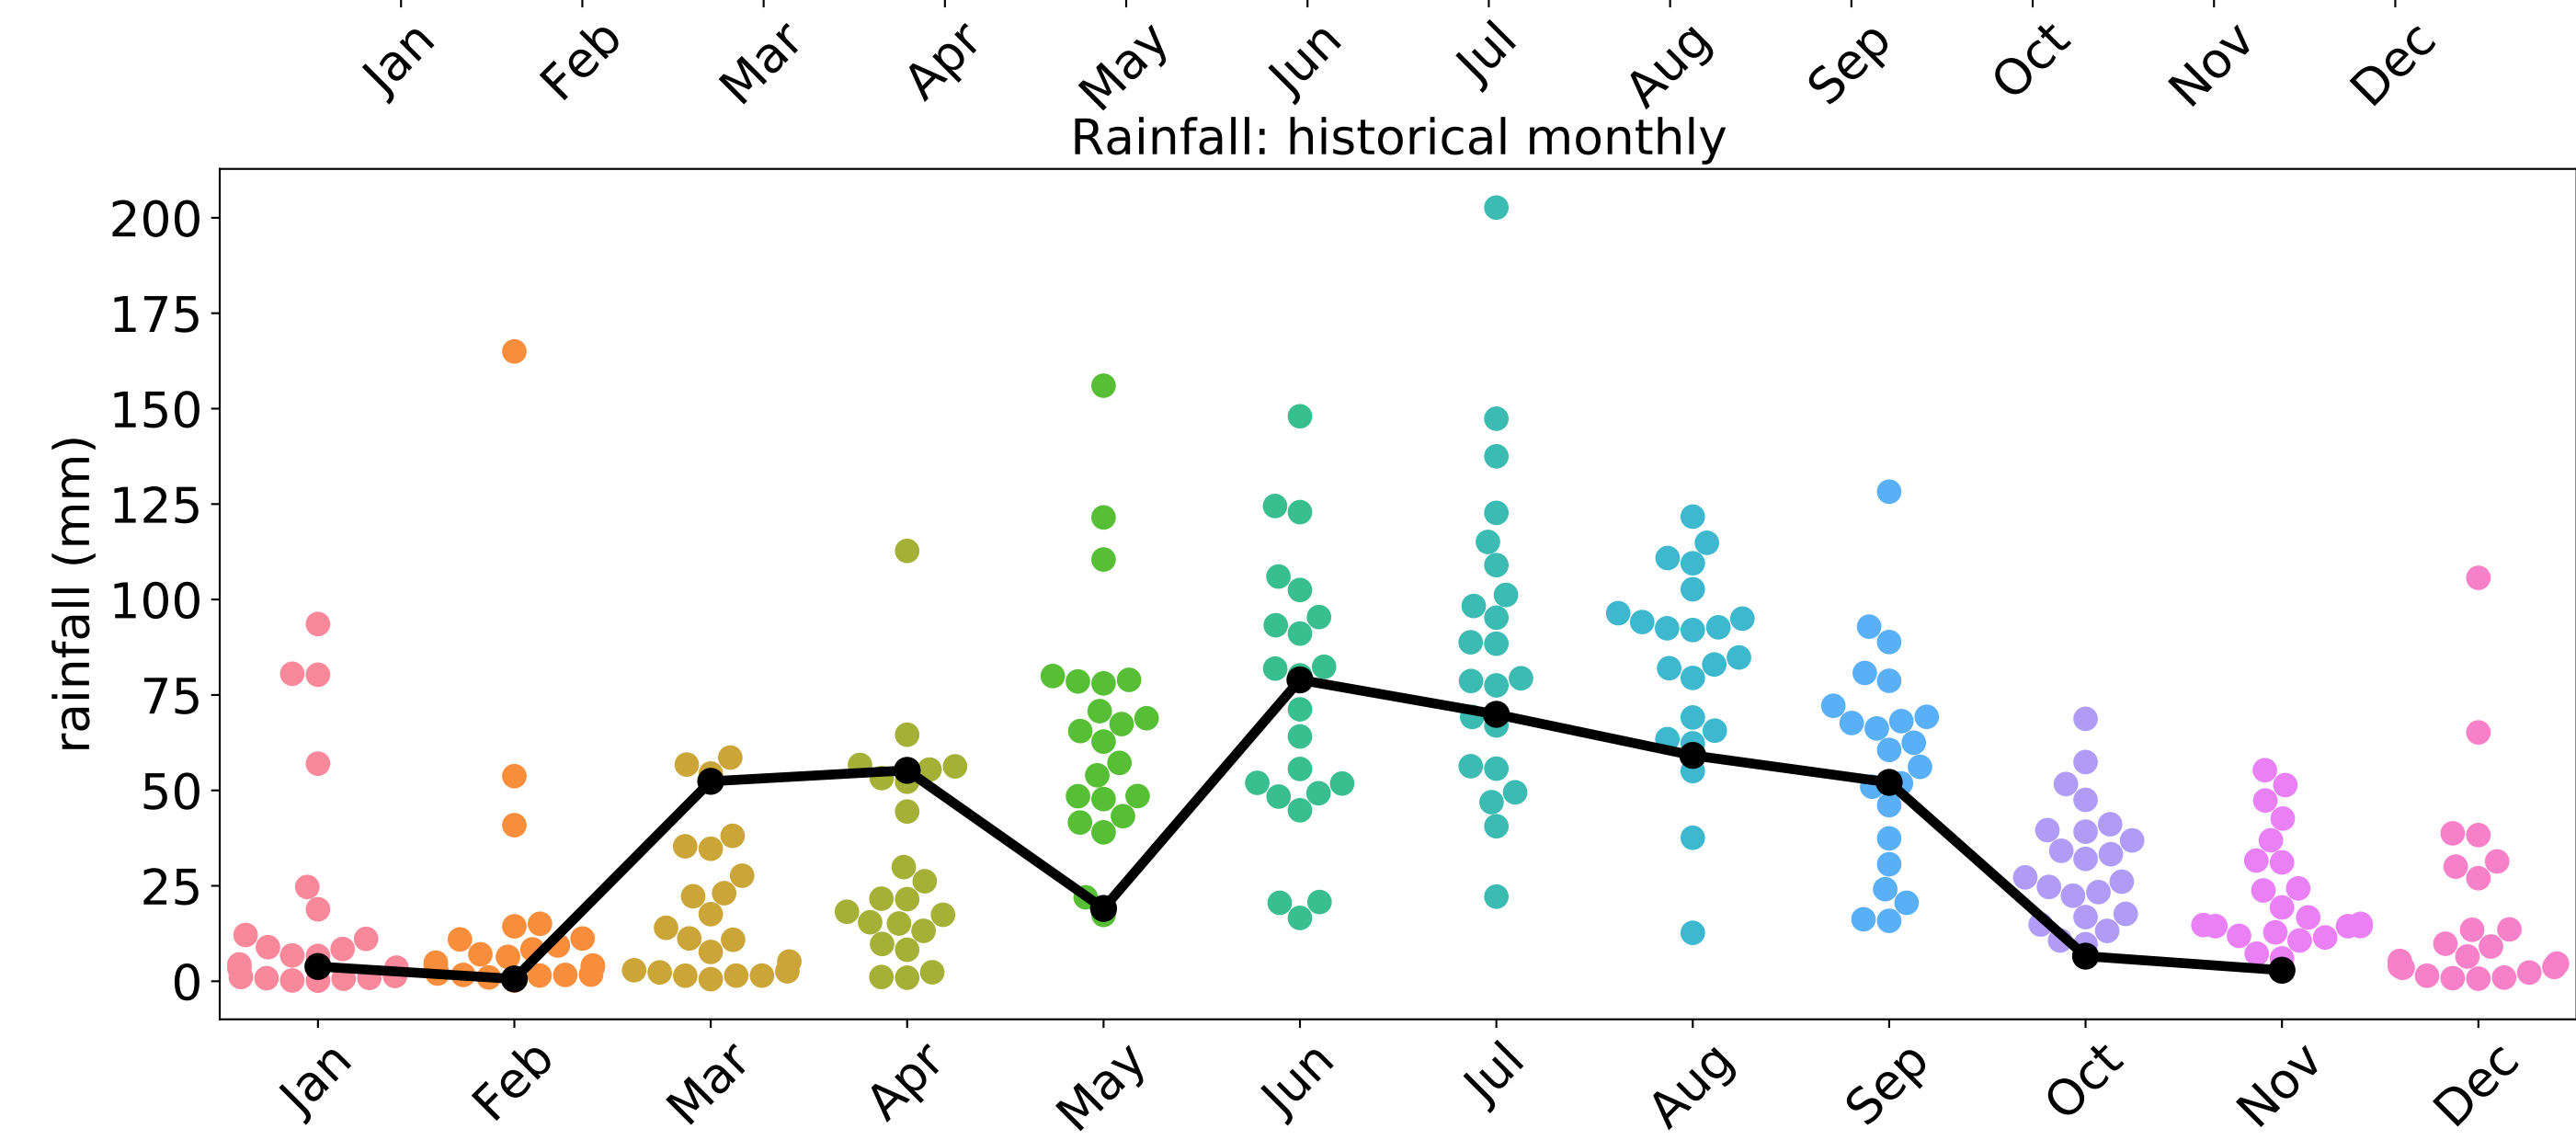 Jan Feb Mar Apr May Jun Jul Aug Sep Oct Nov Dec
Rainfall: historical monthly
rainfall (mm)
200
175
150
125
100
75
50
25
0
Jan Feb Mar Apr May Jun Jul Aug Sep Oct Nov Dec